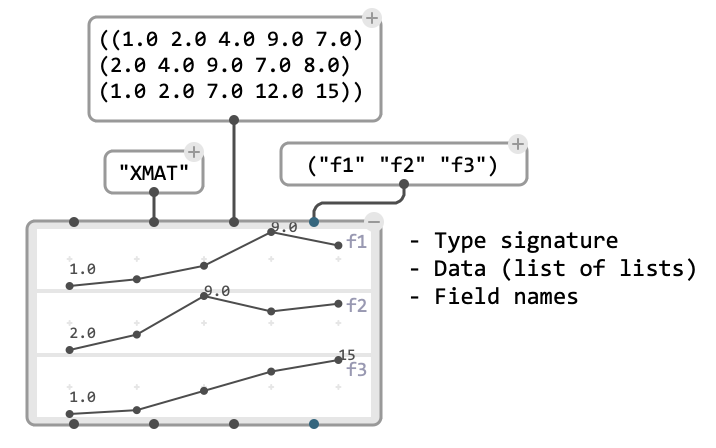 ((1.0 2.0 4.0 9.0 7.0)
(2.0 4.0 9.0 7.0 8.0)
(1.0 2.0 7.0 12.0 15))
"XMAT"
("f1" "f2" "f3")
9.0
f1
1.0
9.0
f2
2.0
15
f3
1.0
- Type signature
- Data (list of lists)
- Field names